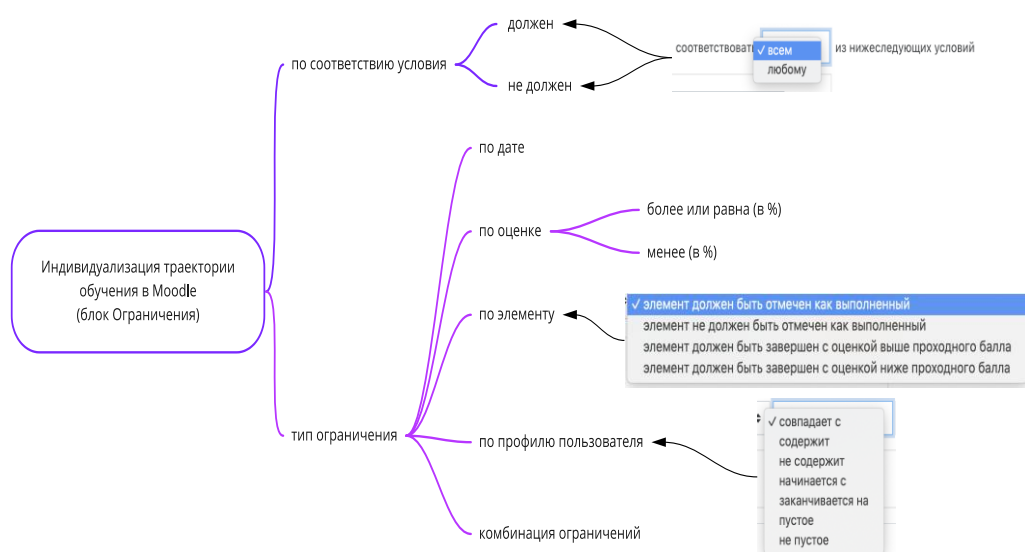 должен
соответствовать
✓ всем
из нижеследующих условий
любому
по соответствию условия
не должен
по дате
более или равна (в %)
по оценке
менее (в %)
Индивидуализация траектории
обучения в Moodle
(блок Ограничения)
✓ элемент должен быть отмечен как выполненный
по элементу
элемент не должен быть отмечен как выполненный
элемент должен быть завершен с оценкой выше проходного балла
элемент должен быть завершен с оценкой ниже проходного балла
тип ограничения
по профилю пользователя
✓ совпадает с
содержит
не содержит
начинается с
заканчивается на
пустое
не пустое
комбинация ограничений